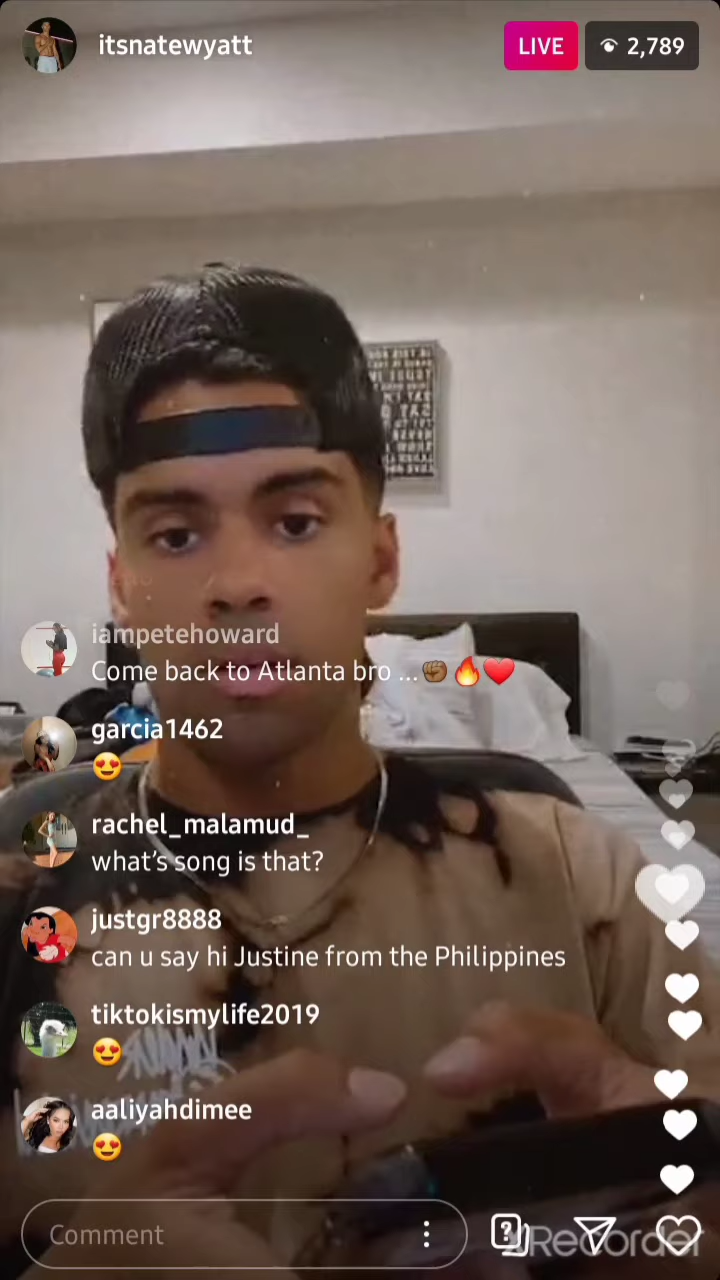 itsnatewyatt
LIVE
2,789
iampetehoward
Come back to Atlanta bro ...✊🏾🔥❤️
garcia1462
😍
rachel_malamud_
what's song is that?
justgr8888
can u say hi Justine from the Philippines
tiktokismylife2019
😍
aaliyahdimee
😍
Comment
XRecorder